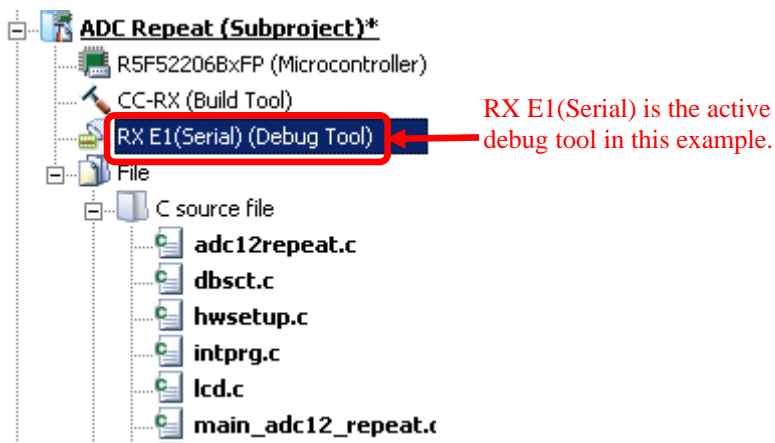 ADC Repeat (Subproject)*
R5F52206BxFP (Microcontroller)
CC-RX (Build Tool)
RX E1(Serial) (Debug Tool)
RX E1(Serial) is the active
debug tool in this example.
File
C source file
adc12repeat.c
dbsct.c
hwsetup.c
intprg.c
lcd.c
main_adc12_repeat.c